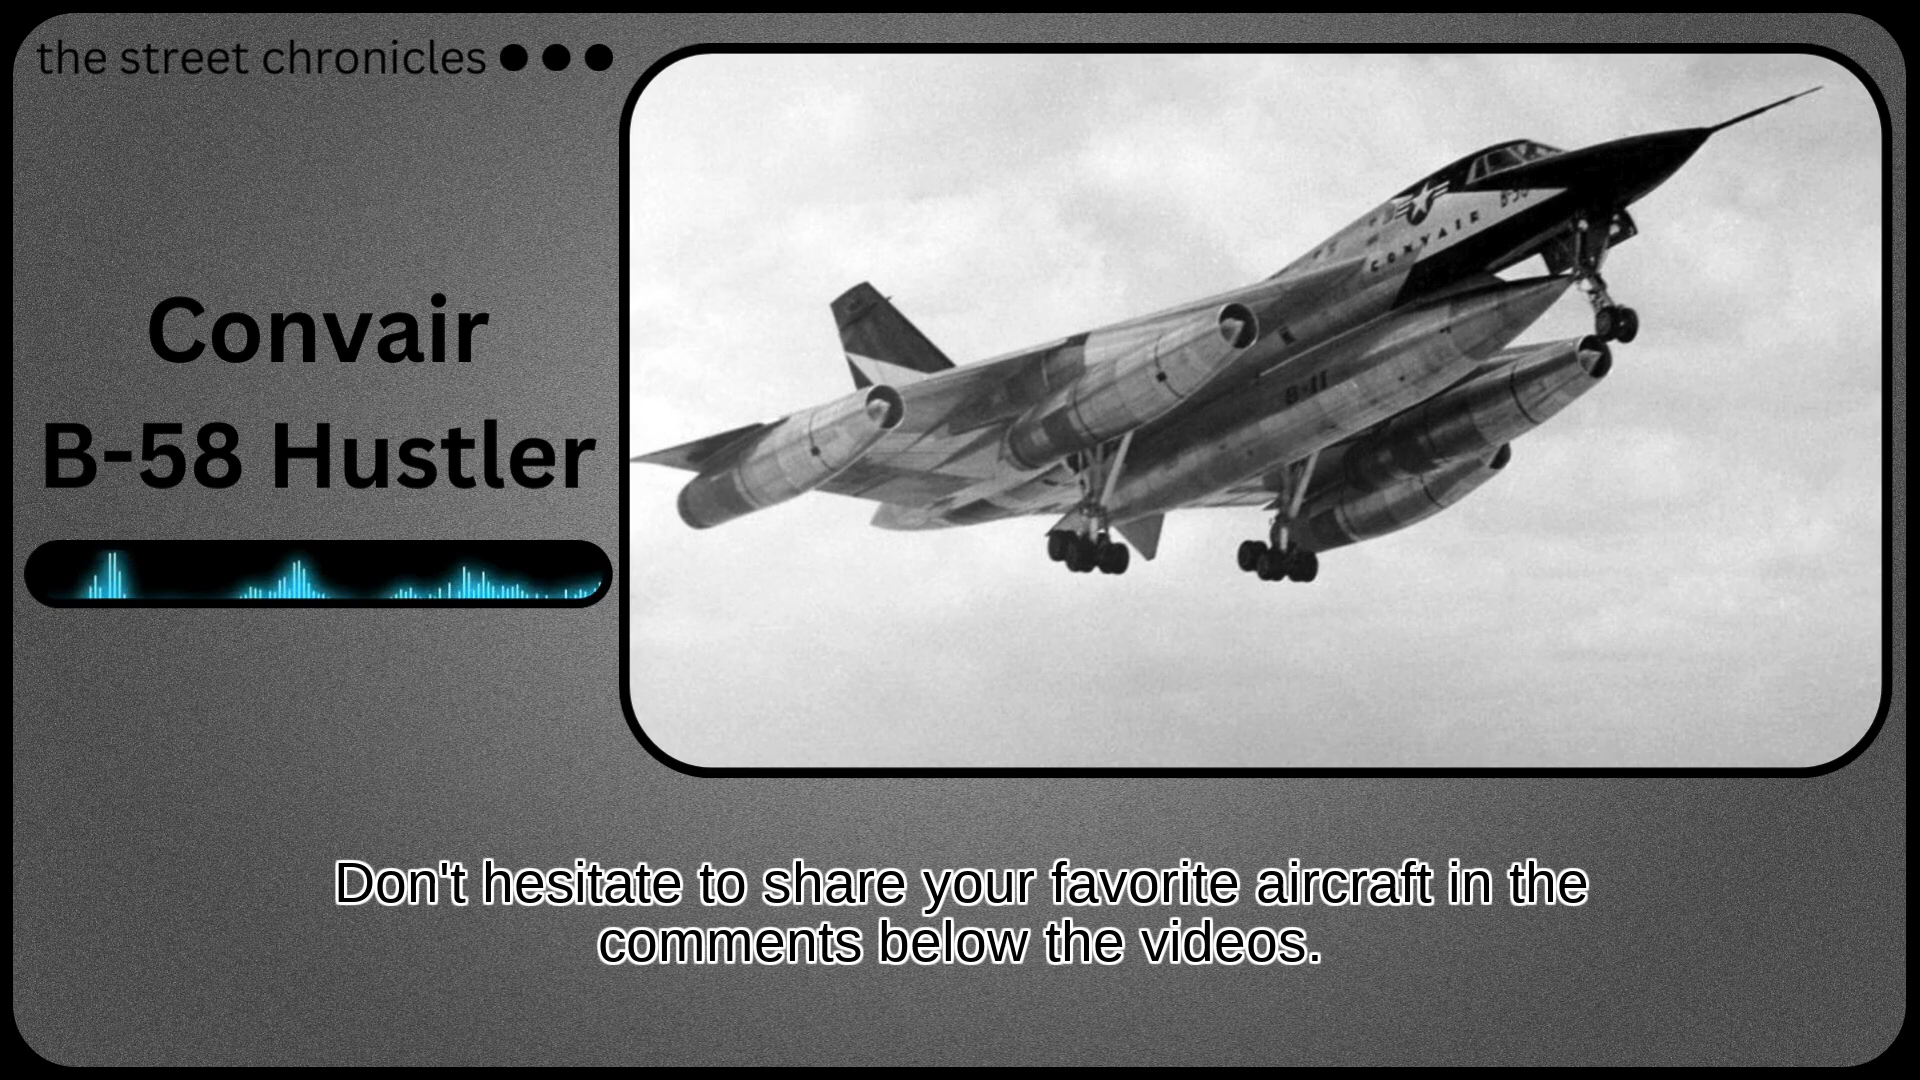 the street chronicles
Convair
B-58 Hustler
CONVAIR
B-58
Don't hesitate to share your favorite aircraft in the
comments below the videos.